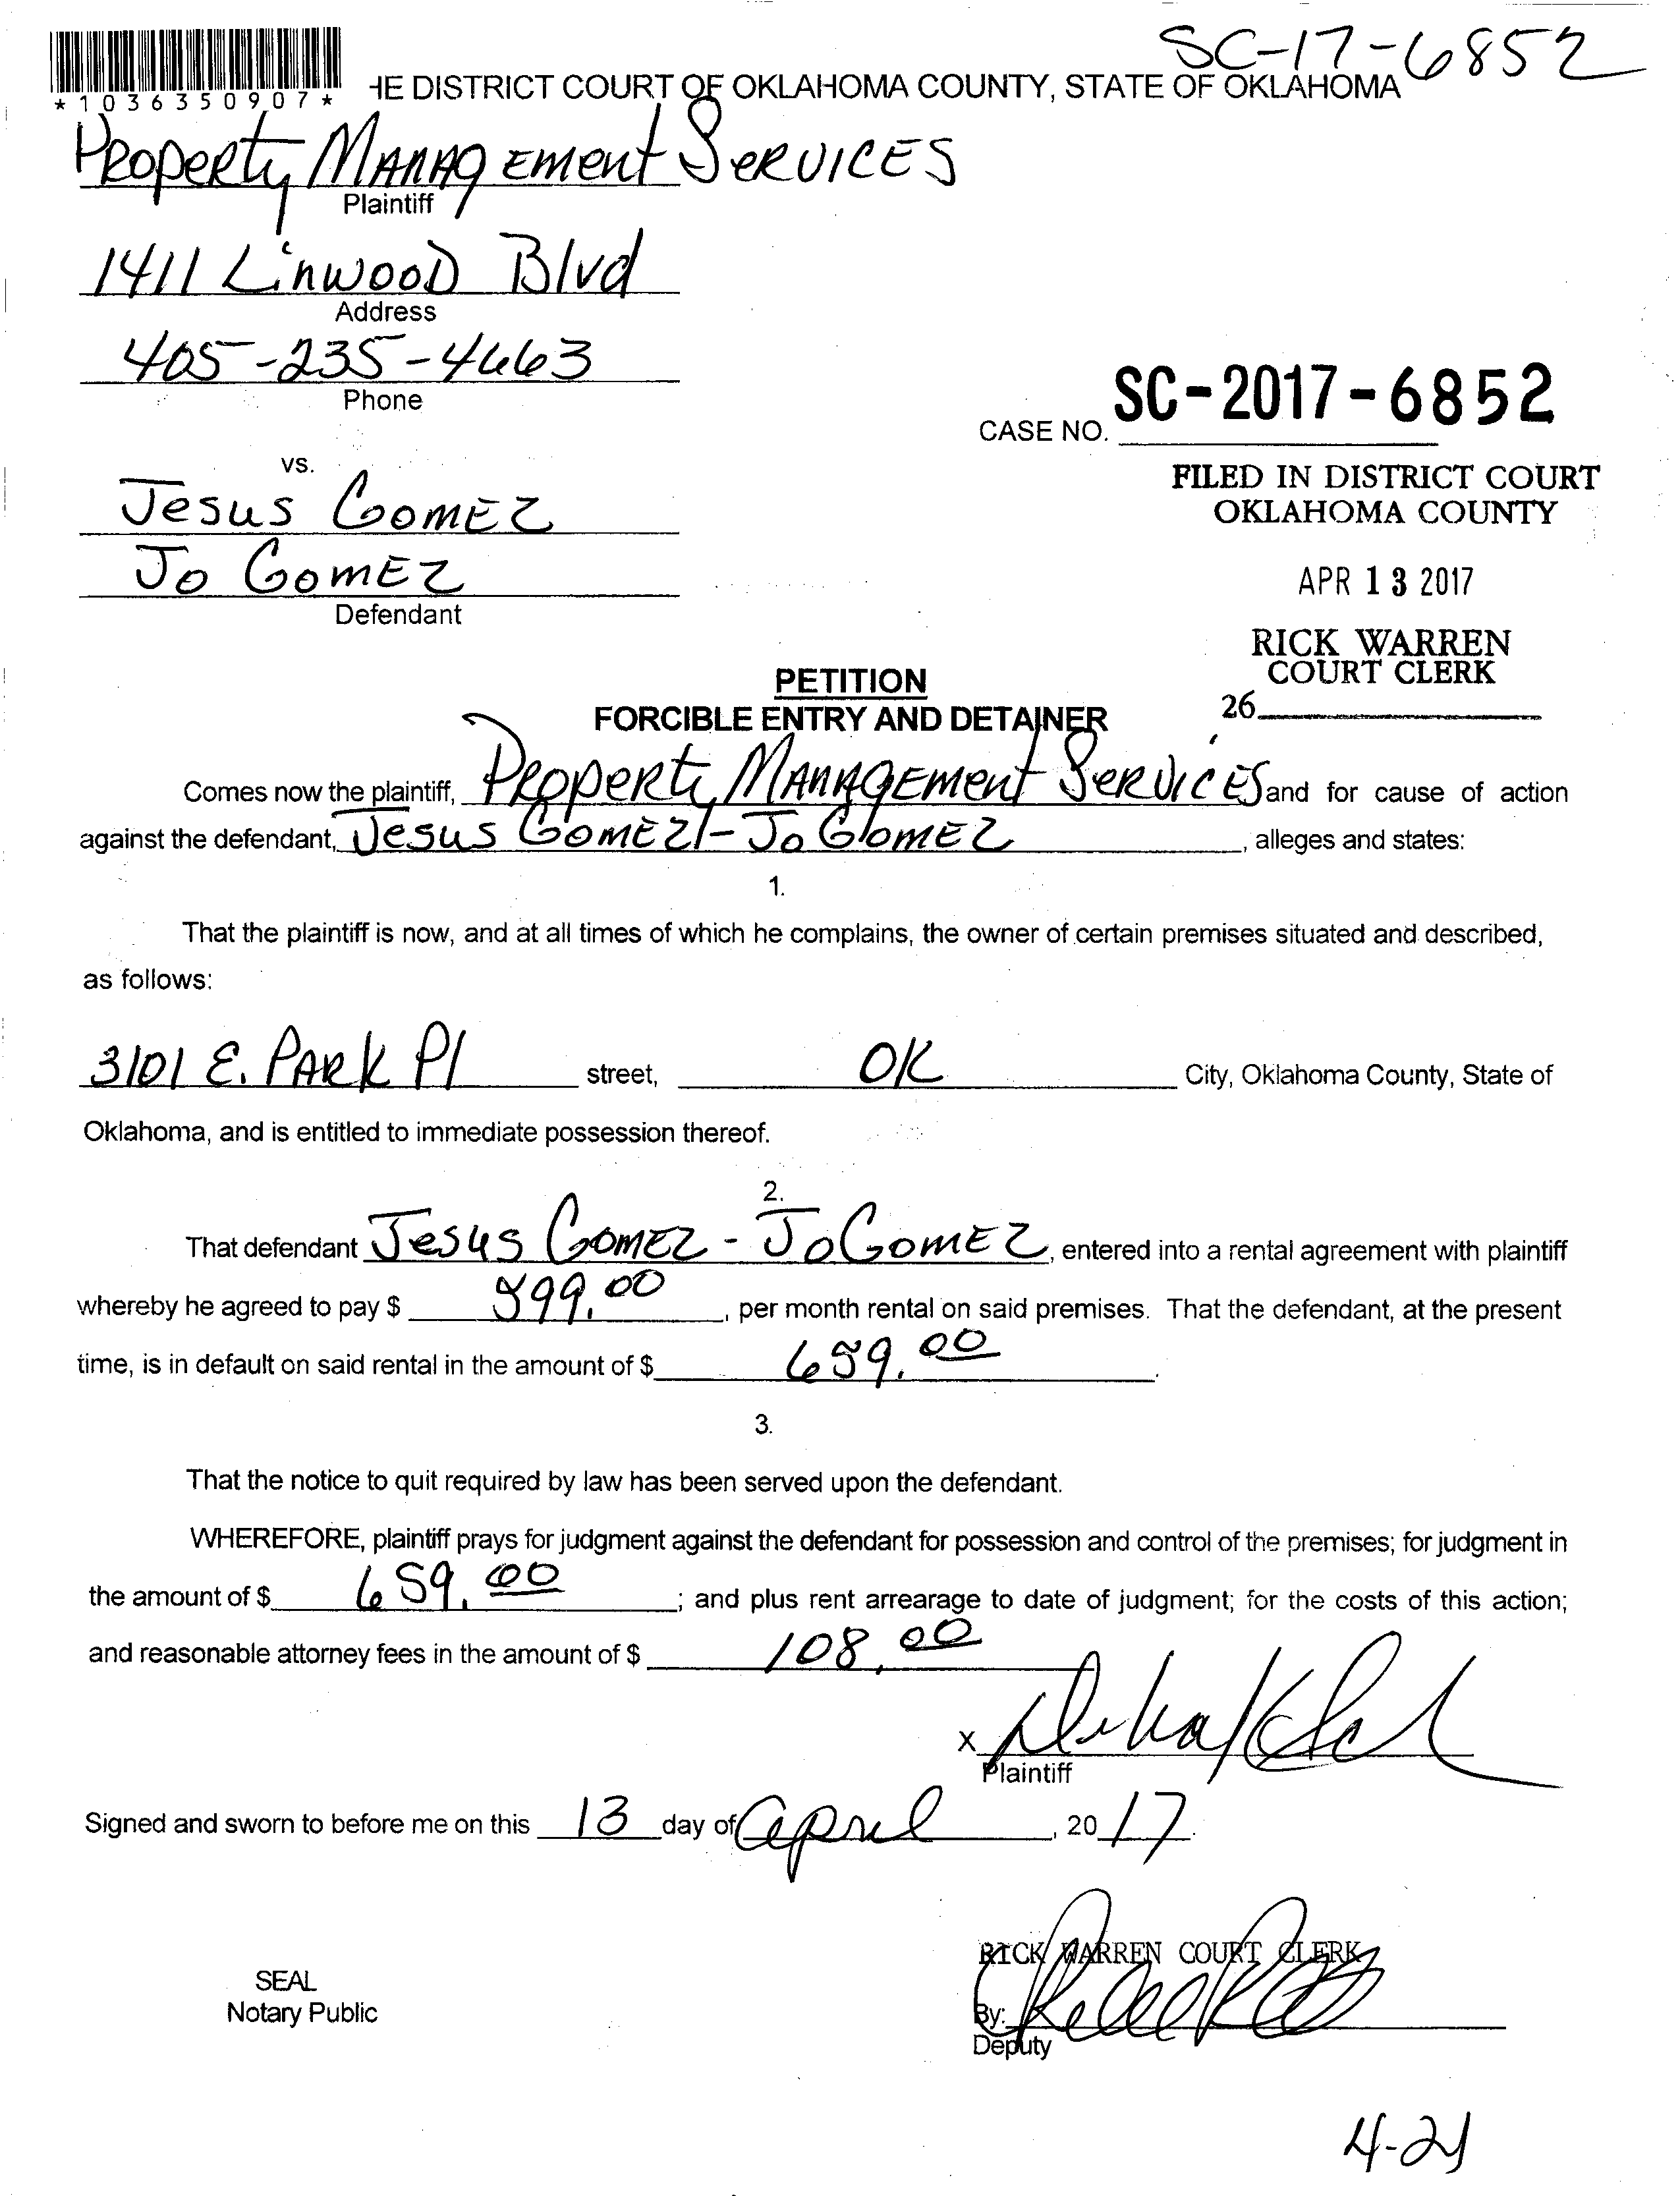 SC-17-6852
*1036350907*
HE DISTRICT COURT OF OKLAHOMA COUNTY, STATE OF OKLAHOMA
Property Management Services
Plaintiff
1411 Linwood Blvd
Address
405-235-4663
Phone
CASE NO. SC-2017-6852
vs.
FILED IN DISTRICT COURT
OKLAHOMA COUNTY
Jesus Gomez
Jo Gomez
Defendant
APR 13 2017
RICK WARREN
COURT CLERK
26
PETITION
FORCIBLE ENTRY AND DETAINER
Comes now the plaintiff, Property Management Services and for cause of action
against the defendant, Jesus Gomez - Jo Gomez, alleges and states:
1.
That the plaintiff is now, and at all times of which he complains, the owner of certain premises situated and described,
as follows:
3101 E. Park Pl street, OK City, Oklahoma County, State of
Oklahoma, and is entitled to immediate possession thereof.
2.
That defendant Jesus Gomez - Jo Gomez, entered into a rental agreement with plaintiff
whereby he agreed to pay $ 599.00, per month rental on said premises. That the defendant, at the present
time, is in default on said rental in the amount of $ 659.00.
3.
That the notice to quit required by law has been served upon the defendant.
WHEREFORE, plaintiff prays for judgment against the defendant for possession and control of the premises; for judgment in
the amount of $ 659.00; and plus rent arrearage to date of judgment; for the costs of this action;
and reasonable attorney fees in the amount of $ 108.00
X
Plaintiff
Signed and sworn to before me on this 13 day of April, 2017.
RICK WARREN COURT CLERK
SEAL
Notary Public
By:
Deputy
4-21